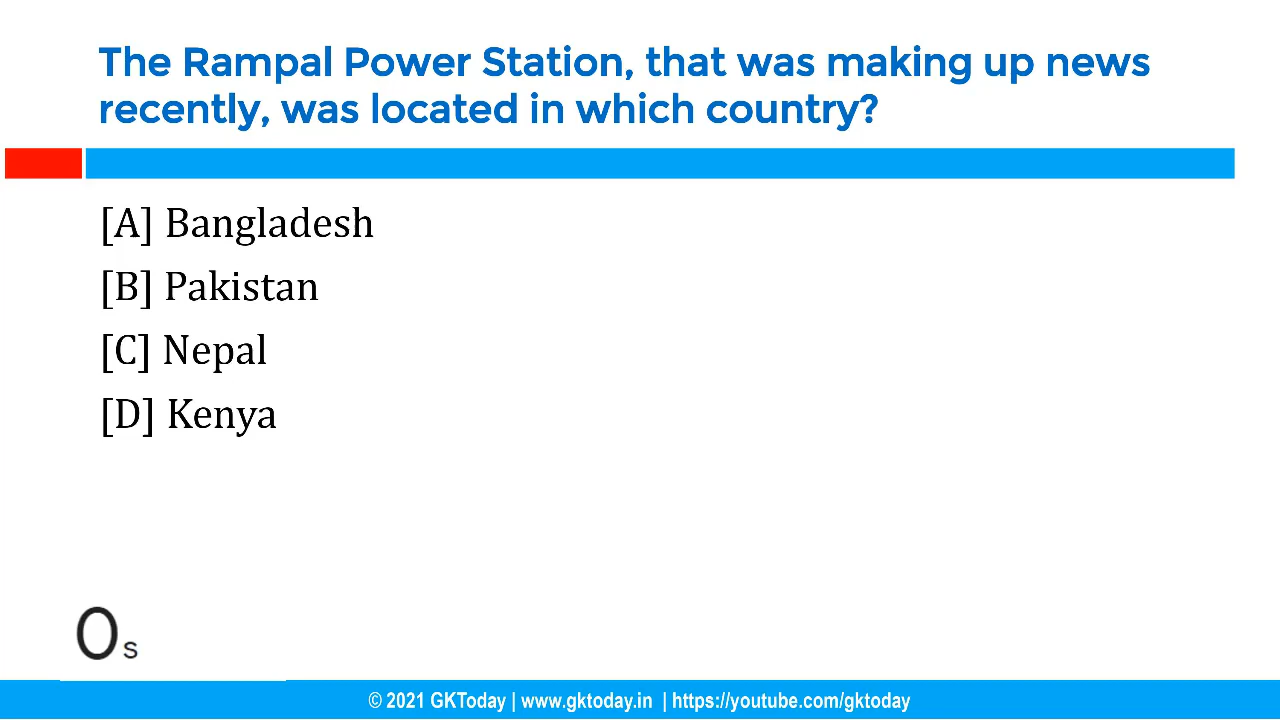 The Rampal Power Station, that was making up news
recently, was located in which country?
[A] Bangladesh
[B] Pakistan
[C] Nepal
[D] Kenya
0s
© 2021 GKToday | www.gktoday.in | https://youtube.com/gktoday